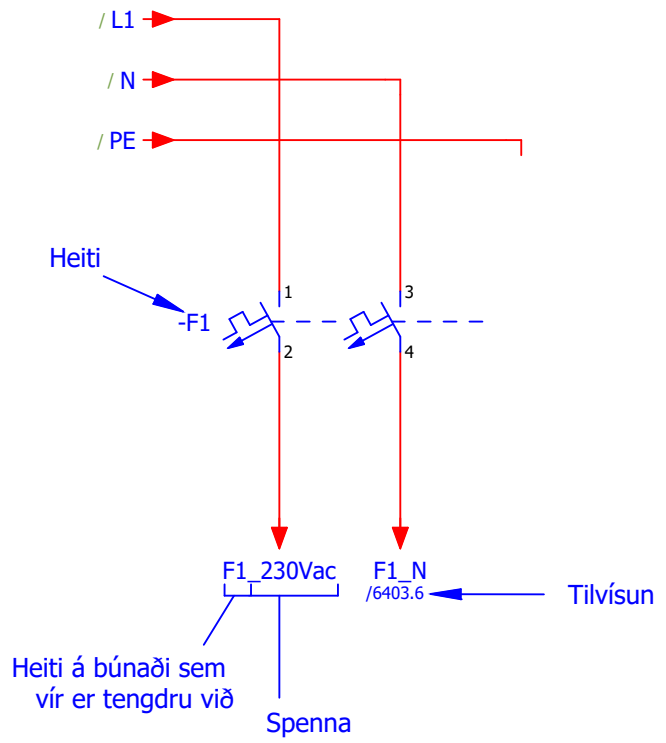 / L1
/ N
/ PE
Heiti
-F1
1
3
2
4
F1_230Vac
F1_N
/6403.6
Tilvísun
Heiti á búnaði sem
vír er tengdru við
Spenna